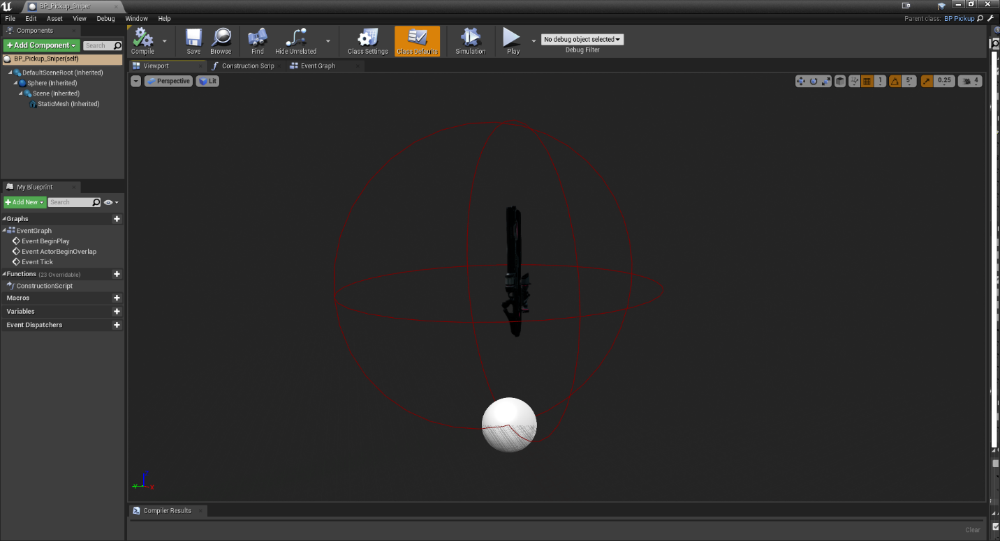 BP_Pickup_Sniper
File Edit Asset View Debug Window Help
Parent class: BP Pickup
Components
+Add Component
Search
BP_Pickup_Sniper(self)
DefaultSceneRoot (Inherited)
Sphere (Inherited)
Scene (Inherited)
StaticMesh (Inherited)
My Blueprint
+Add New
Search
Graphs
EventGraph
Event BeginPlay
Event ActorBeginOverlap
Event Tick
Functions (23 Overridable)
ConstructionScript
Macros
Variables
Event Dispatchers
Compile
Save
Browse
Find
Hide Unrelated
Class Settings
Class Defaults
Simulation
Play
No debug object selected
Debug Filter
Viewport
Construction Scrip
Event Graph
Perspective
Lit
1
5°
0.25
4
Y
X
Compiler Results
Clear